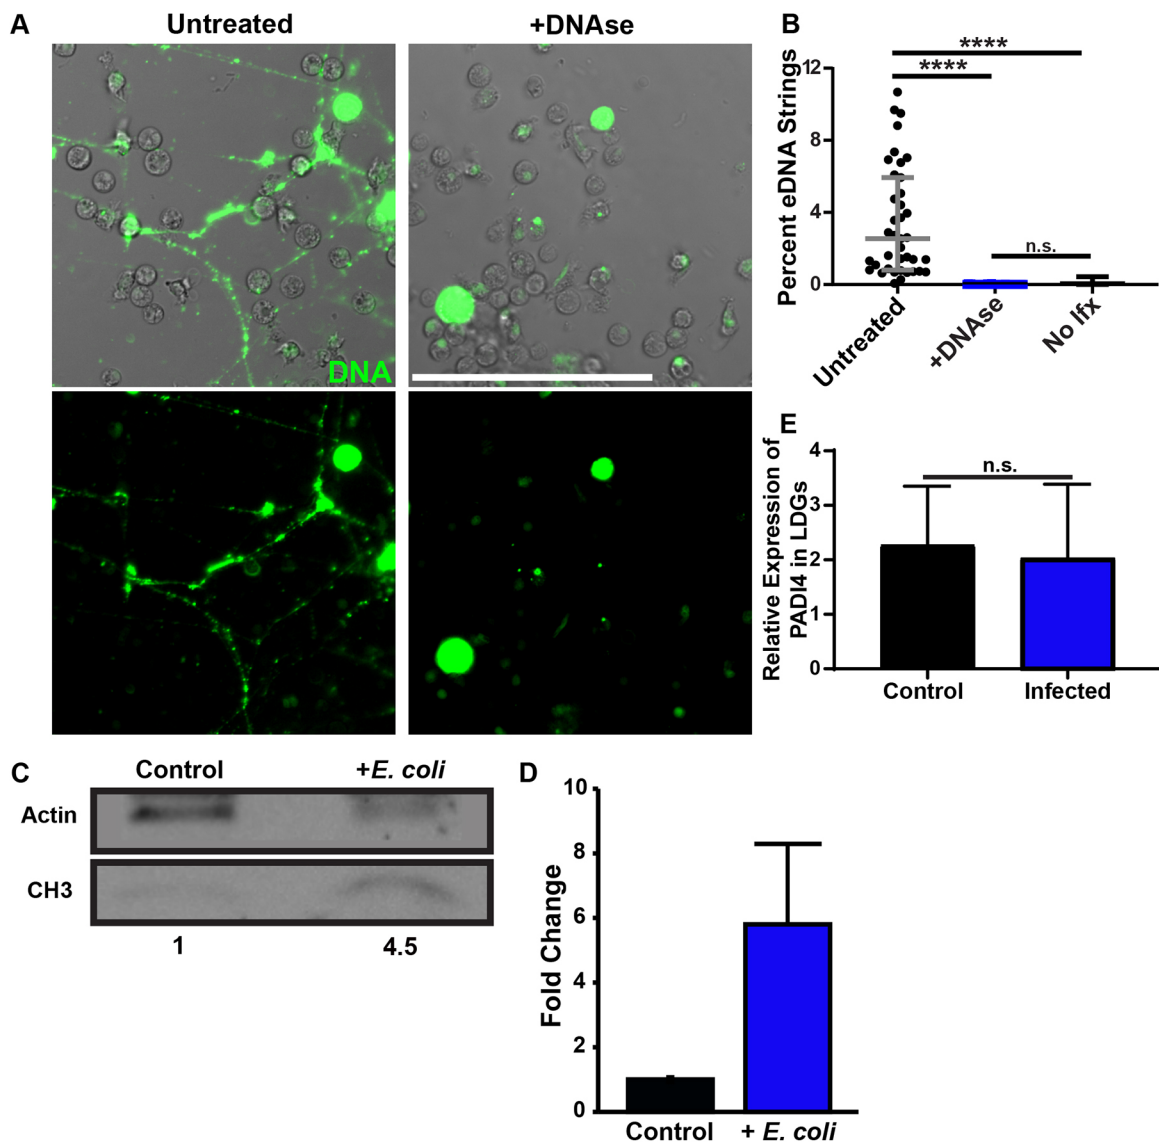 A
Untreated
+DNAse
DNA
B
****
****
Percent eDNA Strings
12
8
4
0
n.s.
Untreated
+DNAse
No Ifx
E
Relative Expression of
PADI4 in LDGs
4
3
2
1
0
n.s.
Control
Infected
C
Control
+E. coli
Actin
CH3
1
4.5
D
Fold Change
10
8
6
4
2
0
Control
+ E. coli